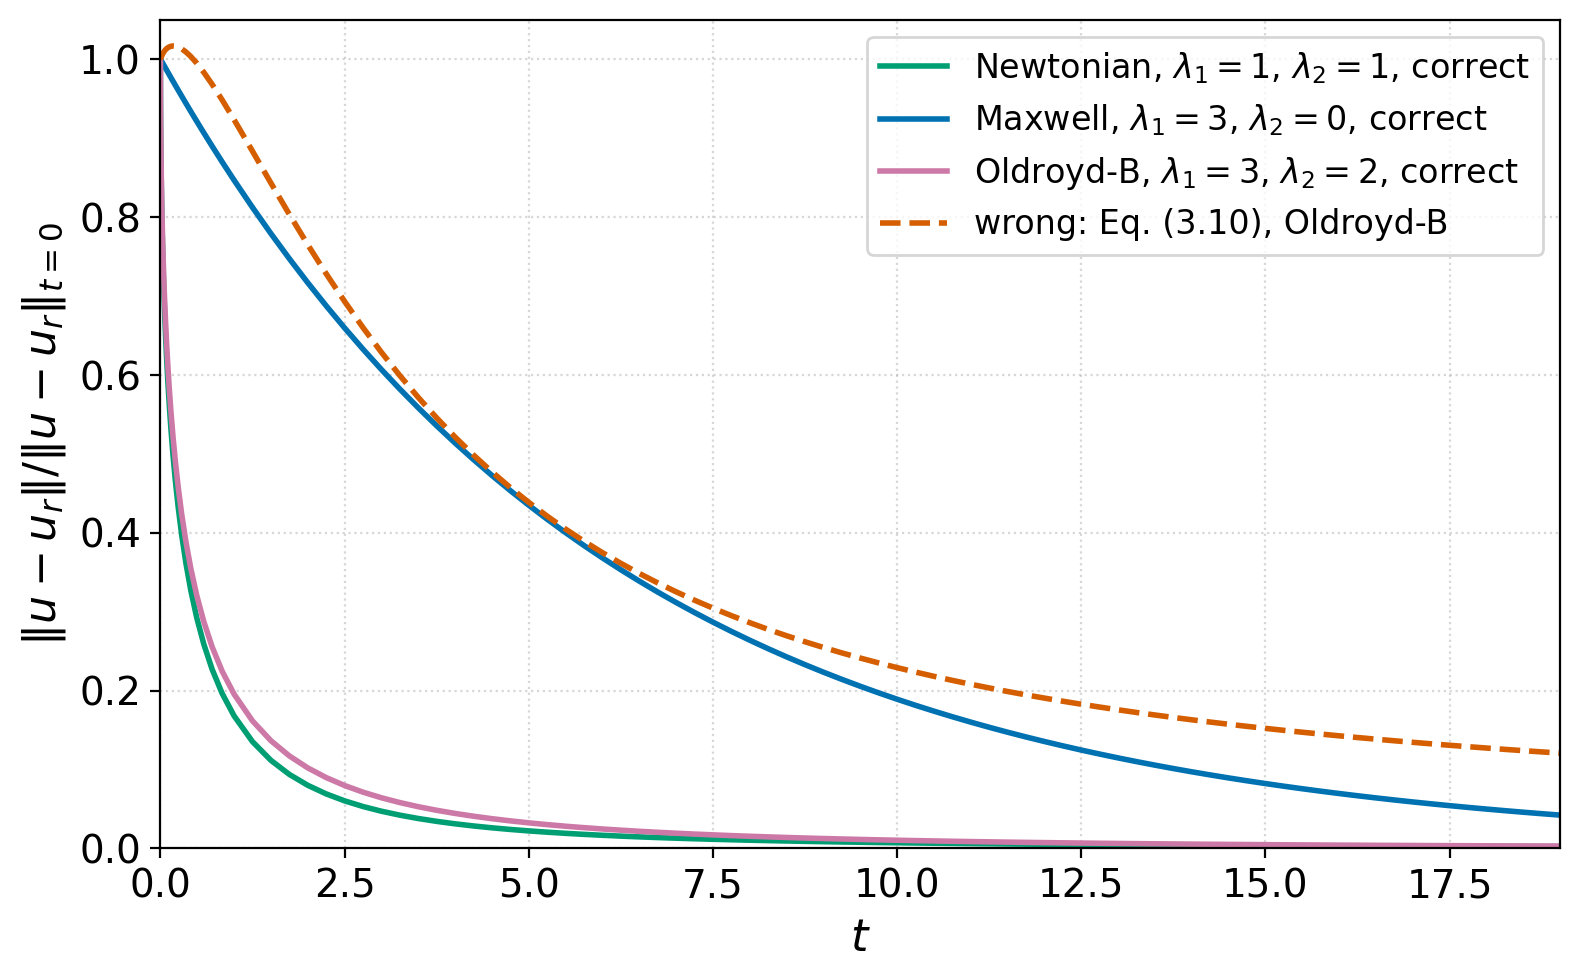 Newtonian, λ₁ = 1, λ₂ = 1, correct
Maxwell, λ₁ = 3, λ₂ = 0, correct
Oldroyd-B, λ₁ = 3, λ₂ = 2, correct
wrong: Eq. (3.10), Oldroyd-B
‖u − uᵣ‖/‖u − uᵣ‖ₜ₌₀
1.0
0.8
0.6
0.4
0.2
0.0
0.0 2.5 5.0 7.5 10.0 12.5 15.0 17.5
t